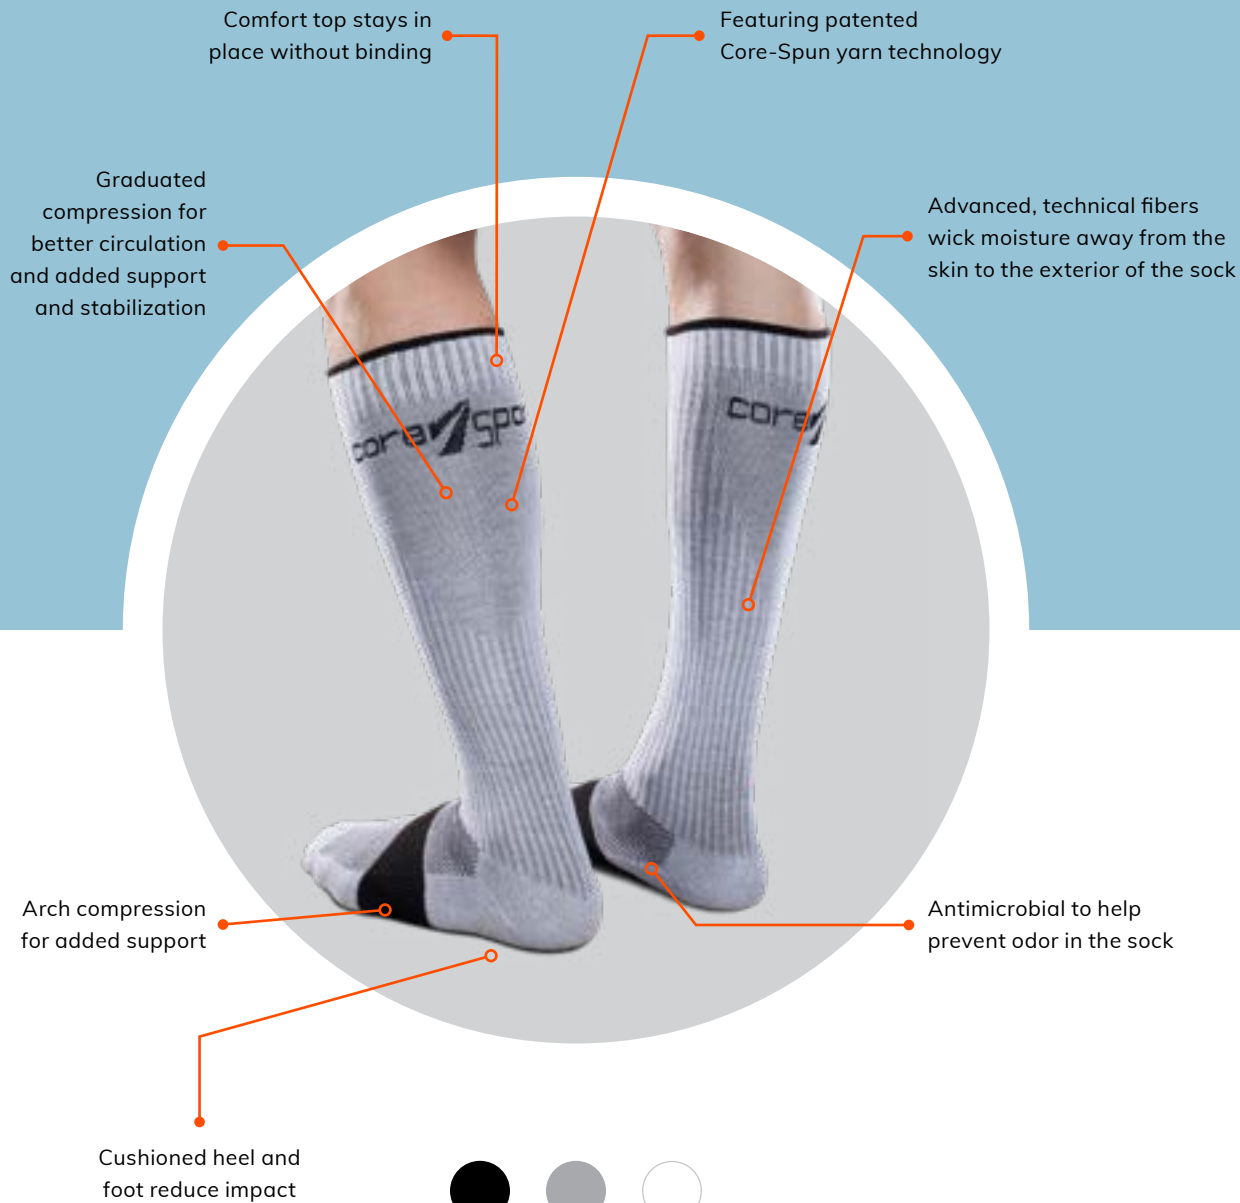 Comfort top stays in
place without binding
Featuring patented
Core-Spun yarn technology
Graduated
compression for
better circulation
and added support
and stabilization
Advanced, technical fibers
wick moisture away from the
skin to the exterior of the sock
core Spo
core
Arch compression
for added support
Antimicrobial to help
prevent odor in the sock
Cushioned heel and
foot reduce impact